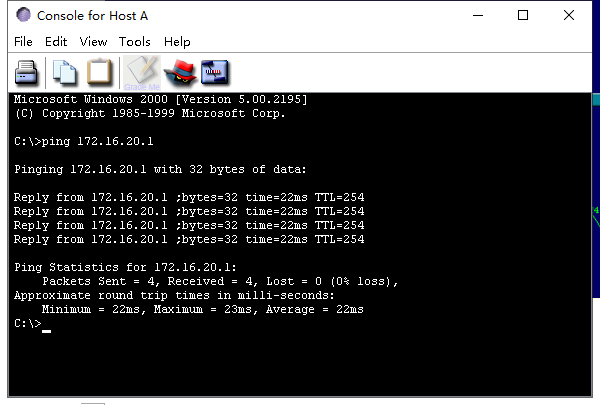 Console for Host A
File Edit View Tools Help
Grade Me
Microsoft Windows 2000 [Version 5.00.2195]
(C) Copyright 1985-1999 Microsoft Corp.
C:\>ping 172.16.20.1
Pinging 172.16.20.1 with 32 bytes of data:
Reply from 172.16.20.1 ;bytes=32 time=22ms TTL=254
Reply from 172.16.20.1 ;bytes=32 time=22ms TTL=254
Reply from 172.16.20.1 ;bytes=32 time=22ms TTL=254
Reply from 172.16.20.1 ;bytes=32 time=22ms TTL=254
Ping Statistics for 172.16.20.1:
Packets Sent = 4, Received = 4, Lost = 0 (0% loss),
Approximate round trip times in milli-seconds:
Minimum = 22ms, Maximum = 23ms, Average = 22ms
C:\>